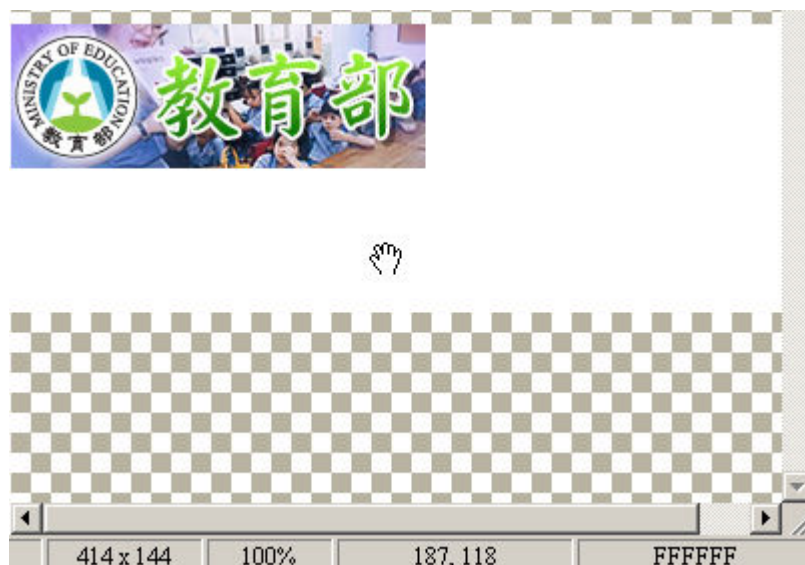 MINISTRY OF EDUCATION
教育部
教育部
414 x 144 100% 187, 118 FFFFFF